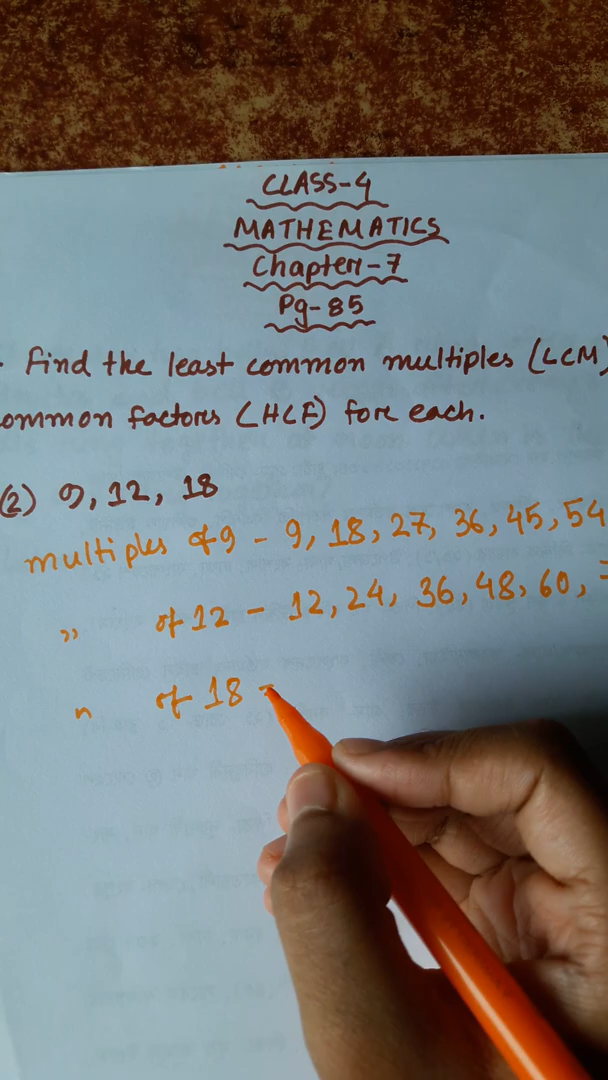 CLASS-4
MATHEMATICS
Chapter-7
Pg-85
Find the least common multiples (LCM)
common factors (HCF) for each.
(2) 9, 12, 18
multiples of 9 - 9, 18, 27, 36, 45, 54
" of 12 - 12, 24, 36, 48, 60,
" of 18 -